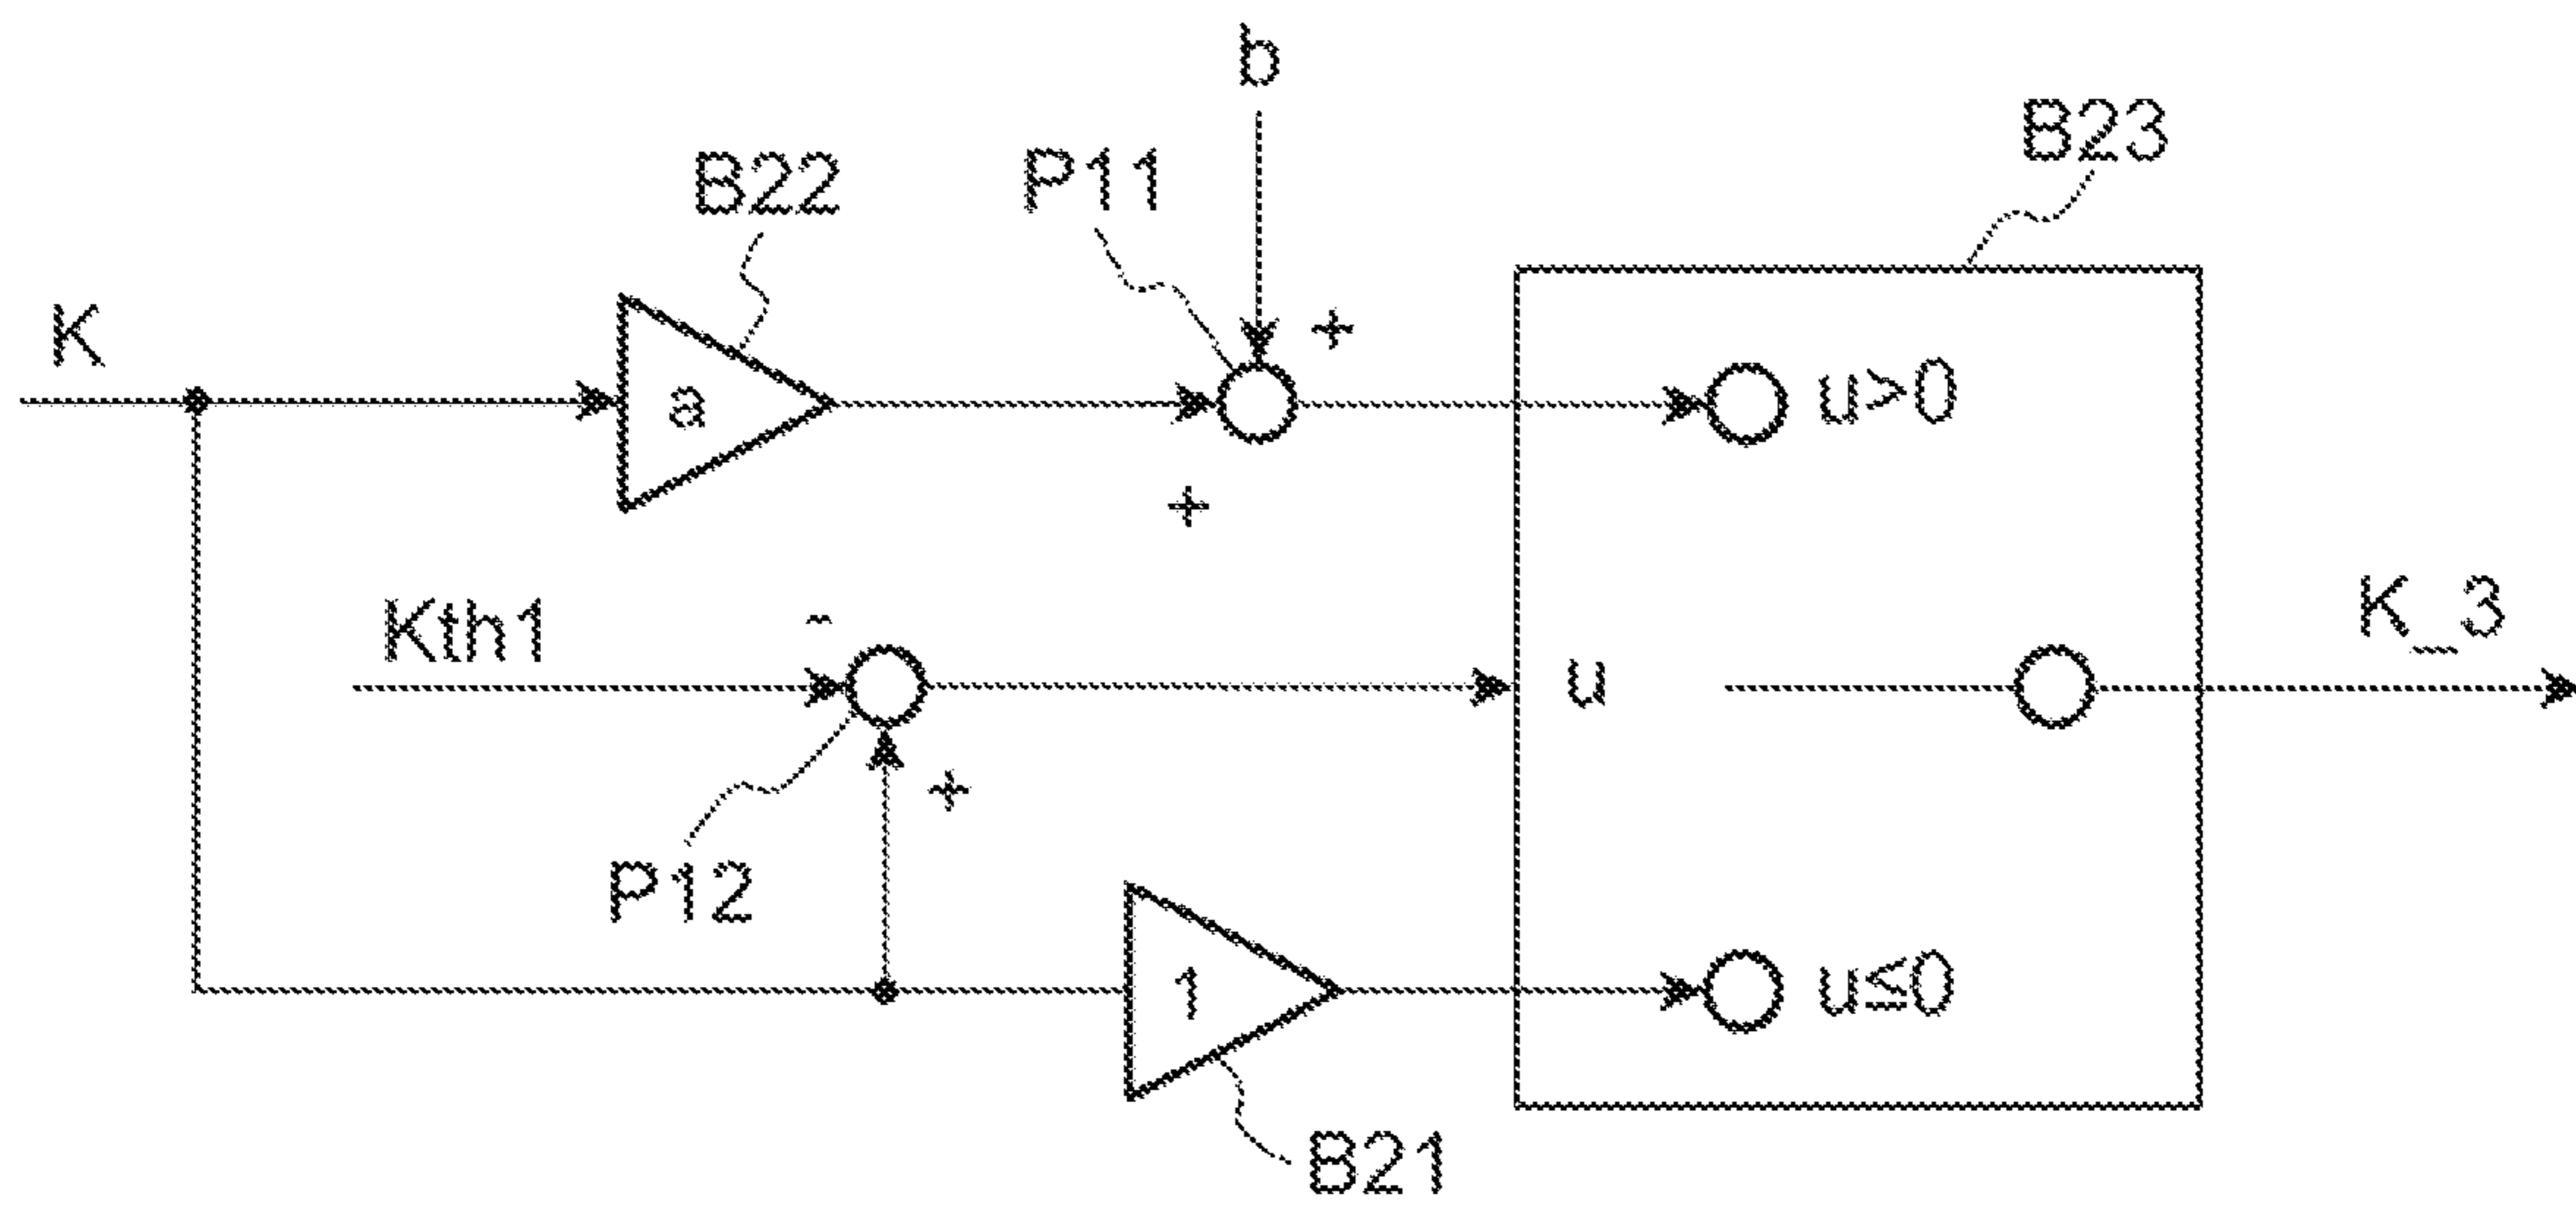 b
B23
B22
P11
K
+
a
u>0
+
Kth1
-
K_3
u
+
P12
1
u≤0
B21